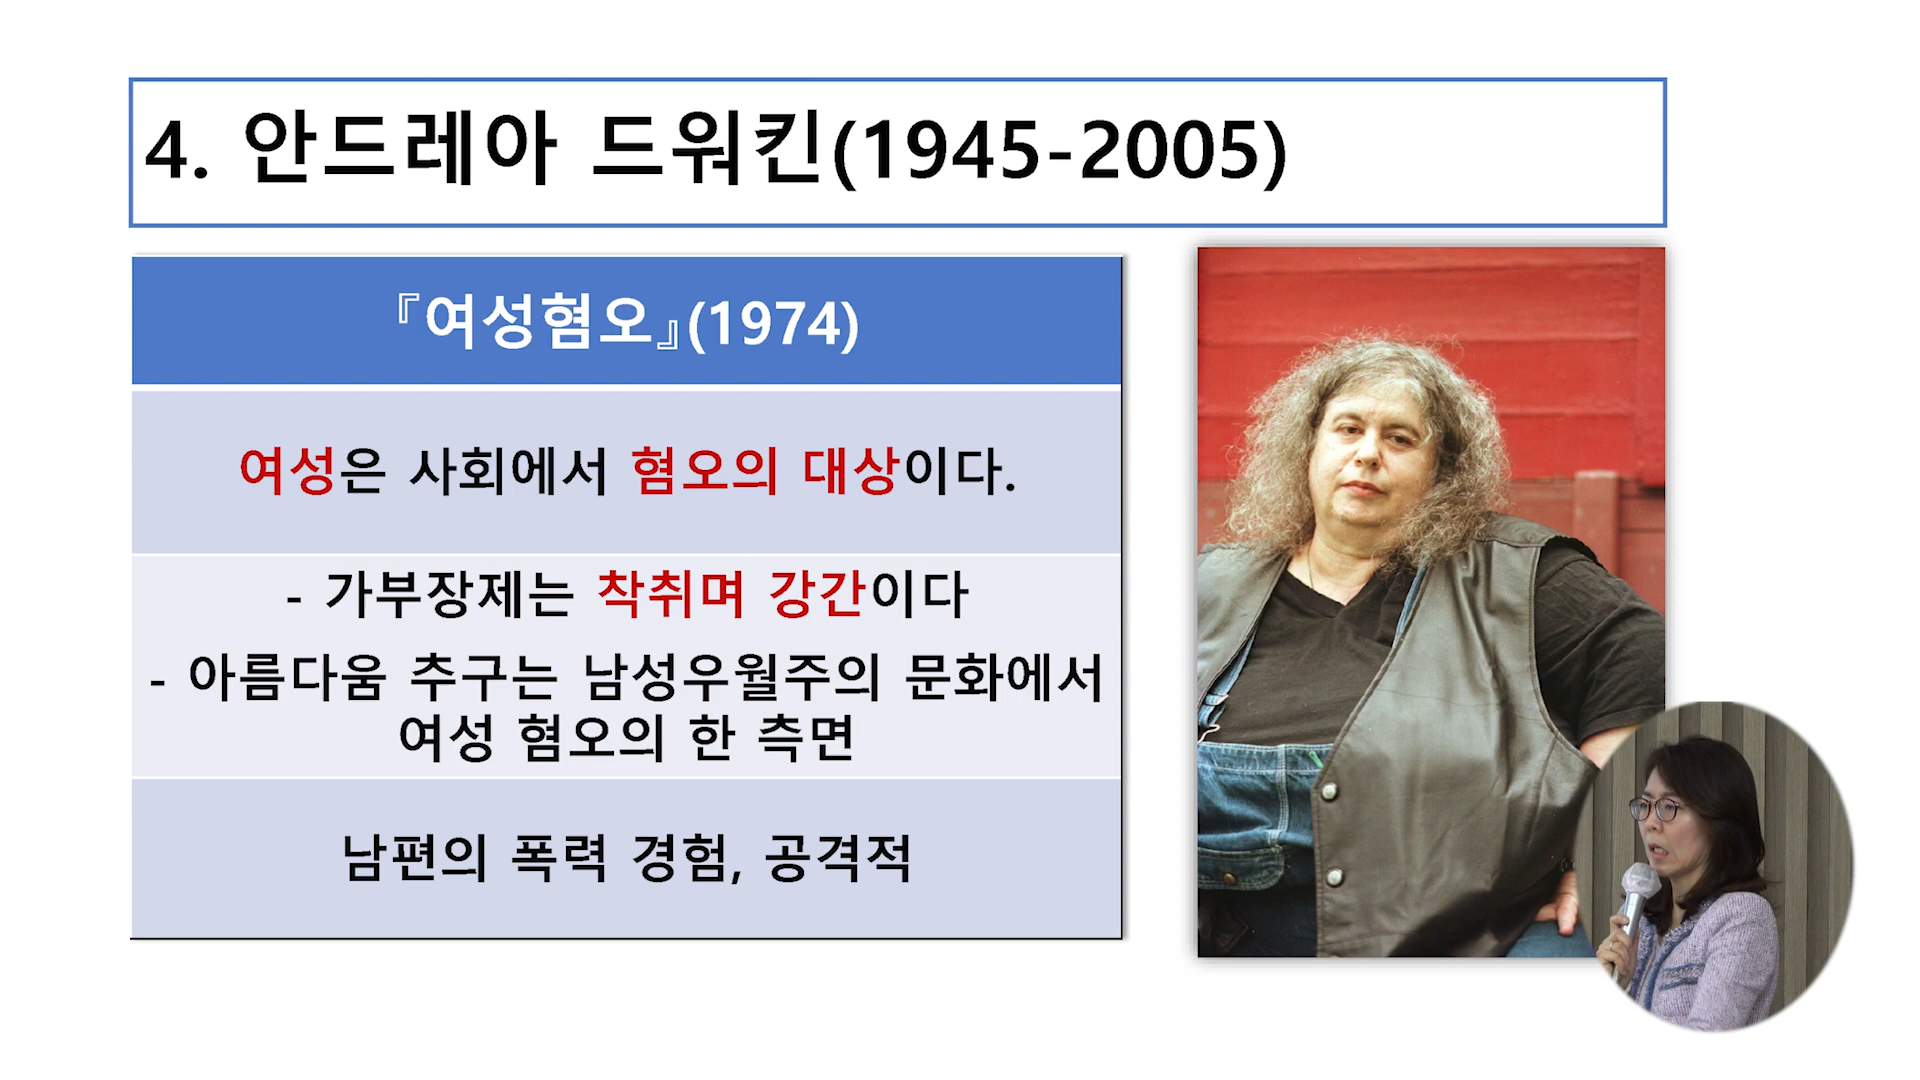 4. 안드레아 드워킨(1945-2005)
『여성혐오』(1974)
여성은 사회에서 혐오의 대상이다.
- 가부장제는 착취며 강간이다
- 아름다움 추구는 남성우월주의 문화에서
여성 혐오의 한 측면
남편의 폭력 경험, 공격적